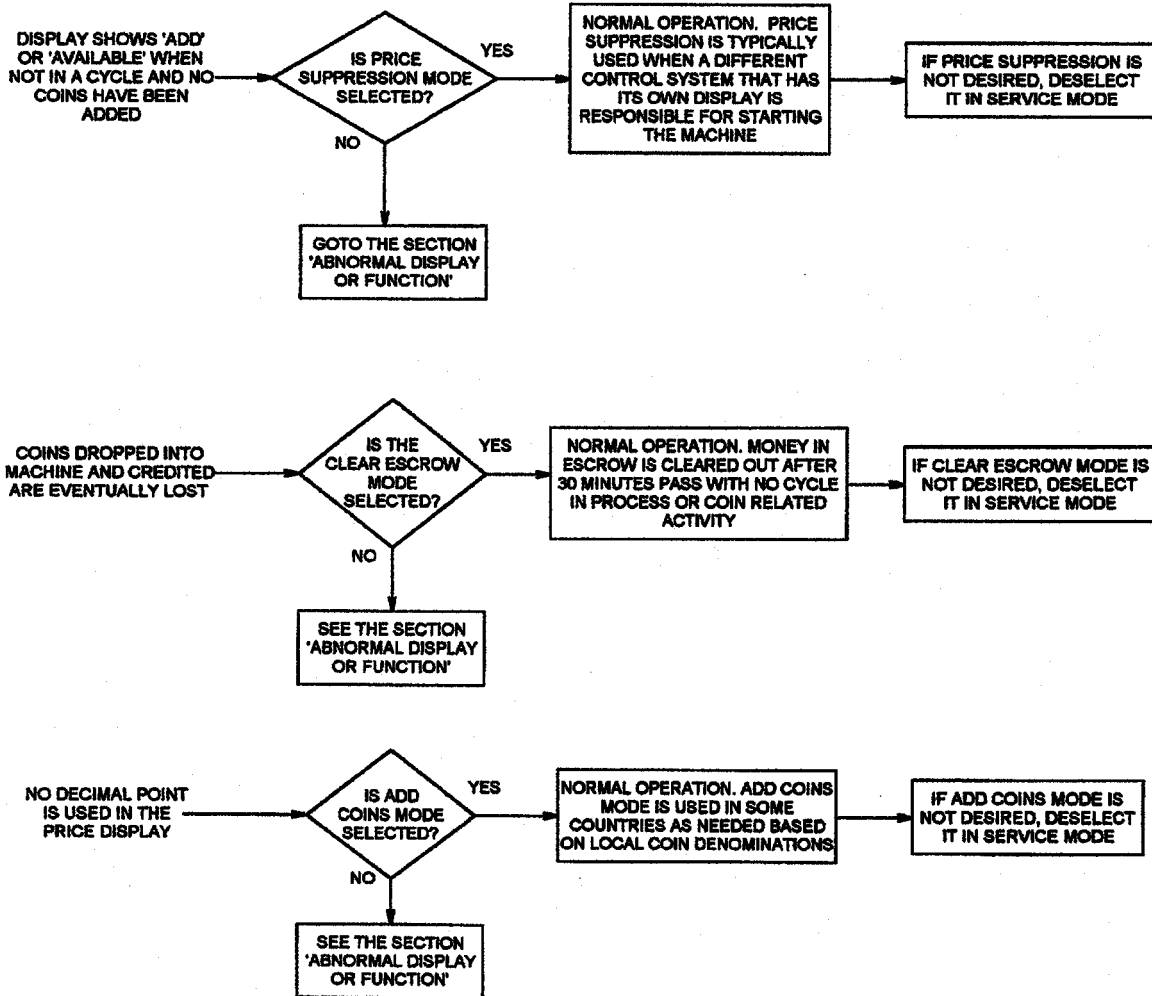 DISPLAY SHOWS 'ADD'
OR 'AVAILABLE' WHEN
NOT IN A CYCLE AND NO
COINS HAVE BEEN
ADDED
IS PRICE
SUPPRESSION MODE
SELECTED?
YES
NORMAL OPERATION. PRICE
SUPPRESSION IS TYPICALLY
USED WHEN A DIFFERENT
CONTROL SYSTEM THAT HAS
ITS OWN DISPLAY IS
RESPONSIBLE FOR STARTING
THE MACHINE
IF PRICE SUPPRESSION IS
NOT DESIRED, DESELECT
IT IN SERVICE MODE
NO
GOTO THE SECTION
'ABNORMAL DISPLAY
OR FUNCTION'
COINS DROPPED INTO
MACHINE AND CREDITED
ARE EVENTUALLY LOST
IS THE
CLEAR ESCROW
MODE
SELECTED?
YES
NORMAL OPERATION. MONEY IN
ESCROW IS CLEARED OUT AFTER
30 MINUTES PASS WITH NO CYCLE
IN PROCESS OR COIN RELATED
ACTIVITY
IF CLEAR ESCROW MODE IS
NOT DESIRED, DESELECT
IT IN SERVICE MODE
NO
SEE THE SECTION
'ABNORMAL DISPLAY
OR FUNCTION'
NO DECIMAL POINT
IS USED IN THE
PRICE DISPLAY
IS ADD
COINS MODE
SELECTED?
YES
NORMAL OPERATION. ADD COINS
MODE IS USED IN SOME
COUNTRIES AS NEEDED BASED
ON LOCAL COIN DENOMINATIONS
IF ADD COINS MODE IS
NOT DESIRED, DESELECT
IT IN SERVICE MODE
NO
SEE THE SECTION
'ABNORMAL DISPLAY
OR FUNCTION'